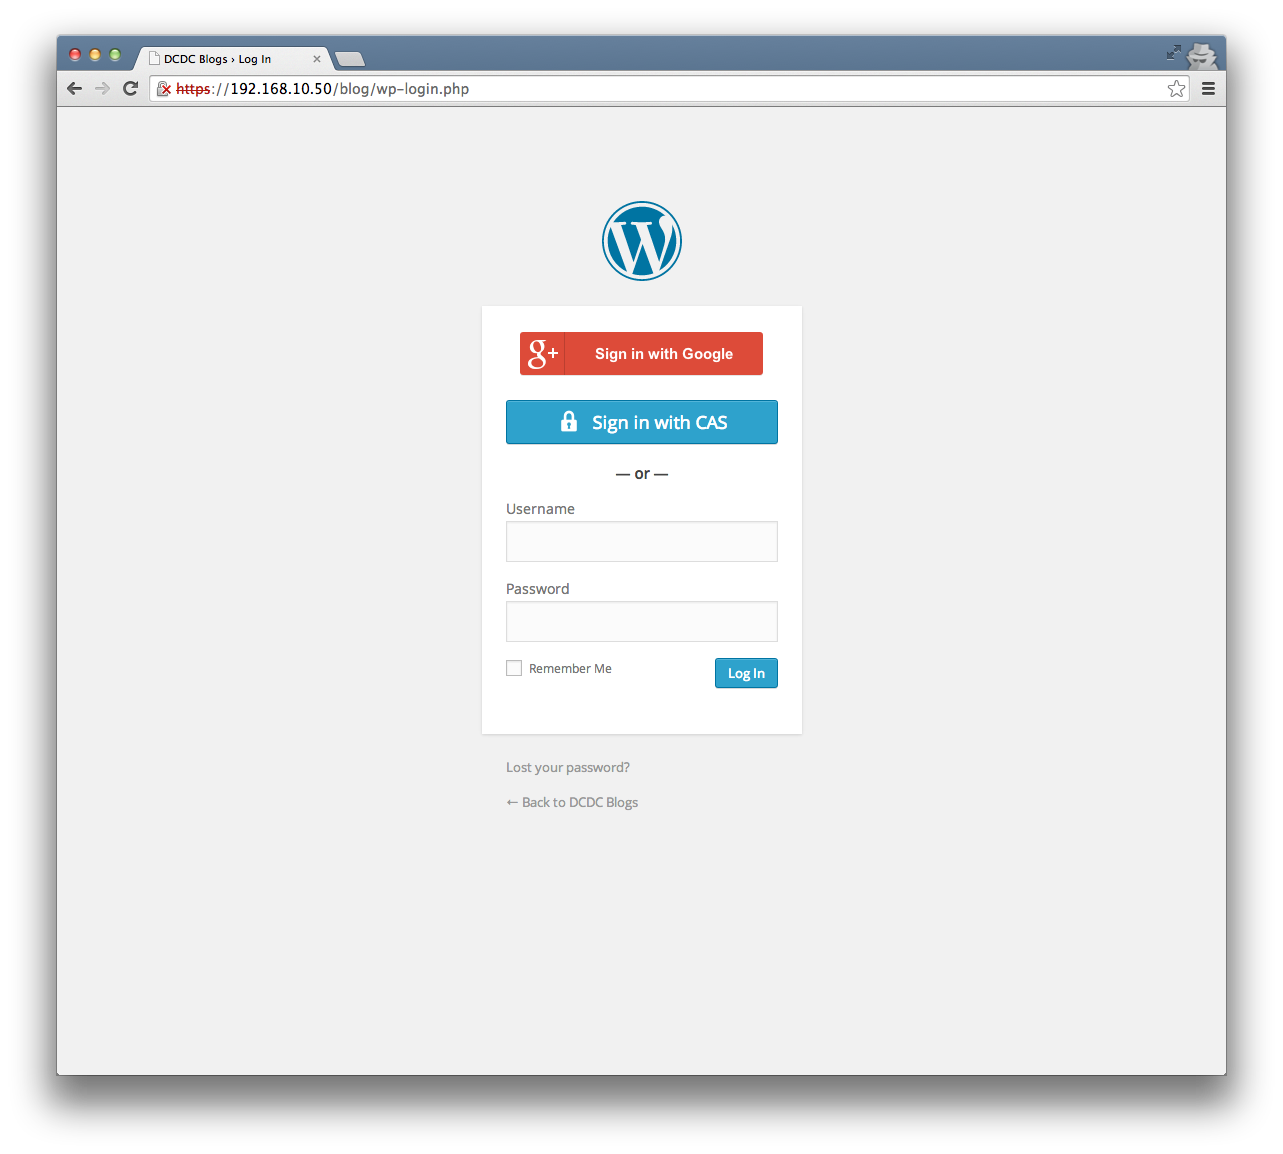 DCDC Blogs › Log In
https://192.168.10.50/blog/wp-login.php
W
g+ Sign in with Google
Sign in with CAS
— or —
Username
Password
Remember Me
Log In
Lost your password?
← Back to DCDC Blogs